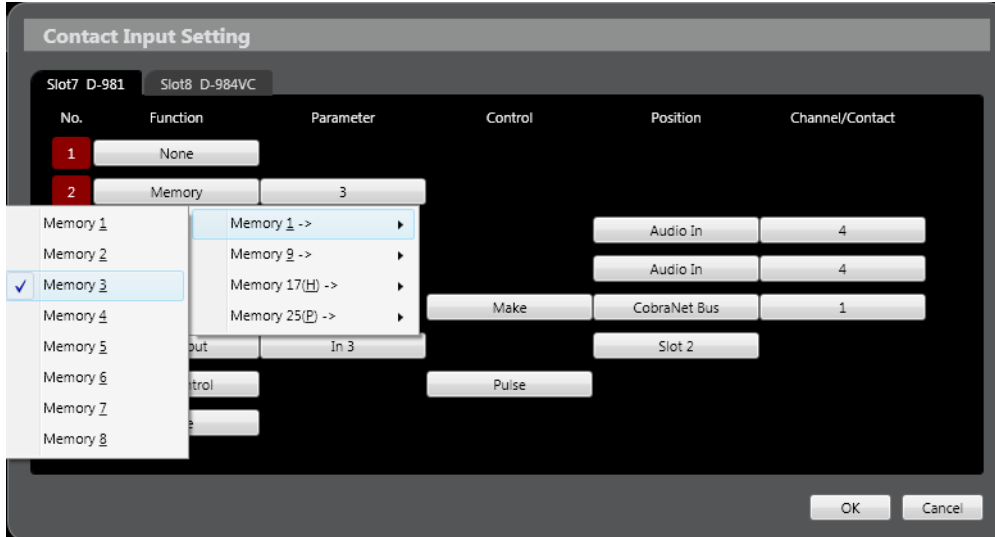 Contact Input Setting
Slot7 D-981 Slot8 D-984VC
No. Function Parameter Control Position Channel/Contact
1 None
2 Memory 3
Memory 1 Memory 1 -> Audio In 4
Memory 2 Memory 9 -> Audio In 4
Memory 3 Memory 17(H) -> Make CobraNet Bus 1
Memory 4 Memory 25(P) ->
Memory 5 In 3 Slot 2
Memory 6 Pulse
Memory 7
Memory 8
OK Cancel